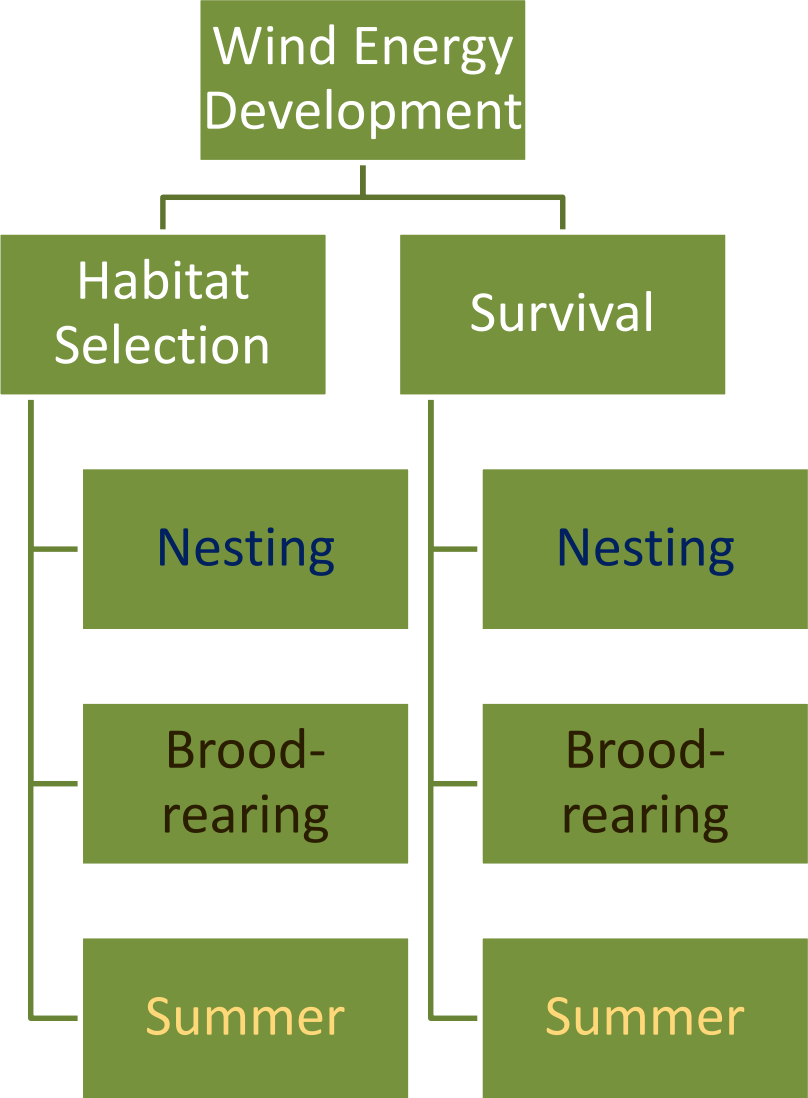 Wind Energy
Development
Habitat
Selection
Survival
Nesting
Nesting
Brood-
rearing
Brood-
rearing
Summer
Summer